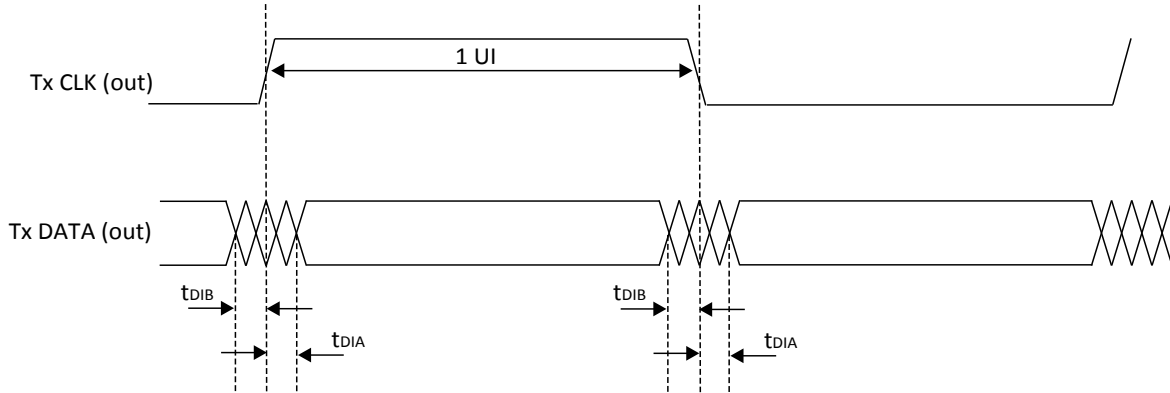 1 UI
Tx CLK (out)
Tx DATA (out)
tDIB
tDIB
tDIA
tDIA